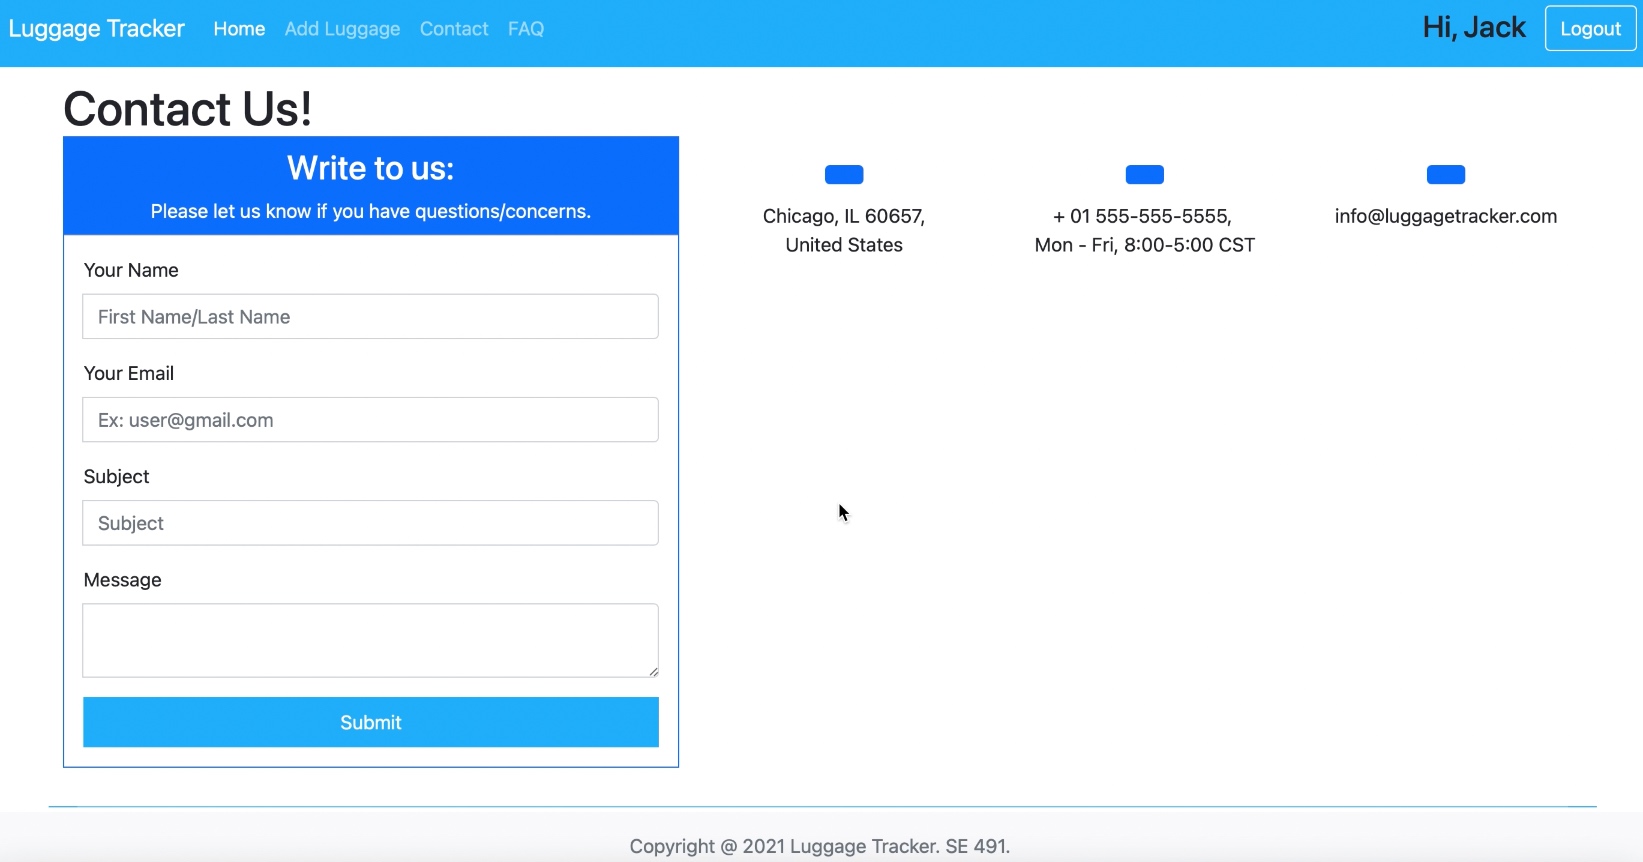 Luggage Tracker Home Add Luggage Contact FAQ Hi, Jack Logout
Contact Us!
Write to us:
Please let us know if you have questions/concerns.
Your Name
First Name/Last Name
Your Email
Ex: user@gmail.com
Subject
Subject
Message
Submit
Chicago, IL 60657,
United States
+ 01 555-555-5555,
Mon - Fri, 8:00-5:00 CST
info@luggagetracker.com
Copyright @ 2021 Luggage Tracker. SE 491.